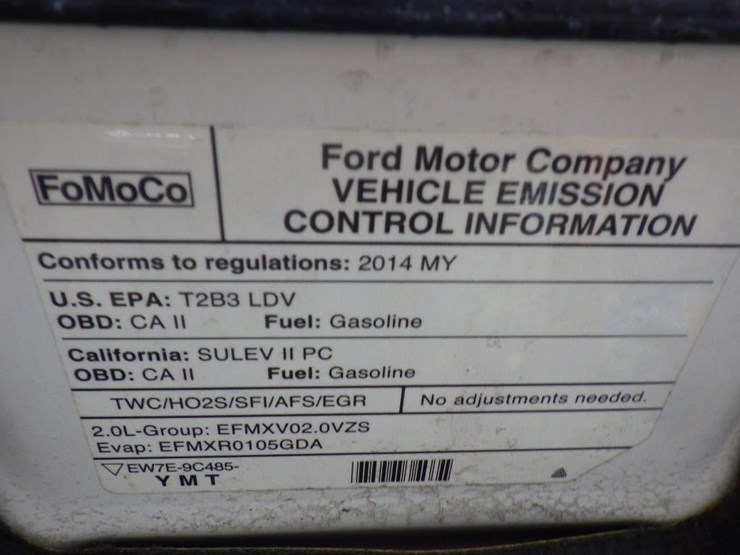 FoMoCo
Ford Motor Company
VEHICLE EMISSION
CONTROL INFORMATION
Conforms to regulations: 2014 MY
U.S. EPA: T2B3 LDV
OBD: CA II Fuel: Gasoline
California: SULEV II PC
OBD: CA II Fuel: Gasoline
TWC/HO2S/SFI/AFS/EGR No adjustments needed.
2.0L-Group: EFMXV02.0VZS
Evap: EFMXR0105GDA
EW7E-9C485-
YMT